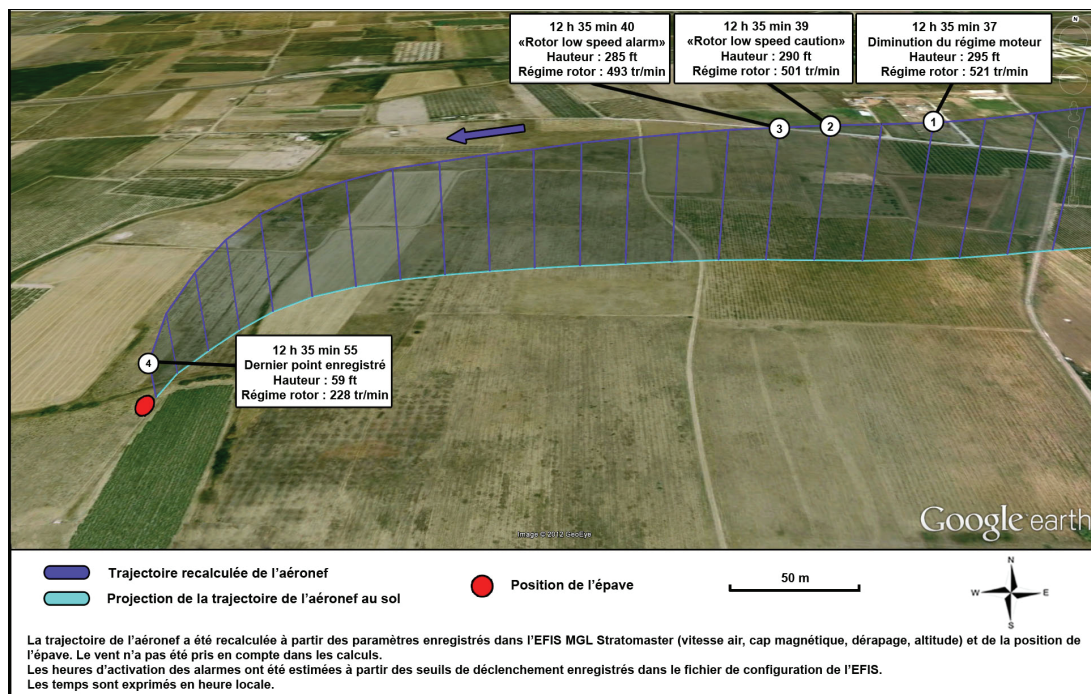 12 h 35 min 40
«Rotor low speed alarm»
Hauteur : 285 ft
Régime rotor : 493 tr/min
12 h 35 min 39
«Rotor low speed caution»
Hauteur : 290 ft
Régime rotor : 501 tr/min
12 h 35 min 37
Diminution du régime moteur
Hauteur : 295 ft
Régime rotor : 521 tr/min
3
2
1
4
12 h 35 min 55
Dernier point enregistré
Hauteur : 59 ft
Régime rotor : 228 tr/min
Google earth
Image © 2012 GeoEye
Trajectoire recalculée de l'aéronef
Projection de la trajectoire de l'aéronef au sol
Position de l'épave
50 m
N
W
E
S
La trajectoire de l'aéronef a été recalculée à partir des paramètres enregistrés dans l'EFIS MGL Stratomaster (vitesse air, cap magnétique, dérapage, altitude) et de la position de
l'épave. Le vent n'a pas été pris en compte dans les calculs.
Les heures d'activation des alarmes ont été estimées à partir des seuils de déclenchement enregistrés dans le fichier de configuration de l'EFIS.
Les temps sont exprimés en heure locale.